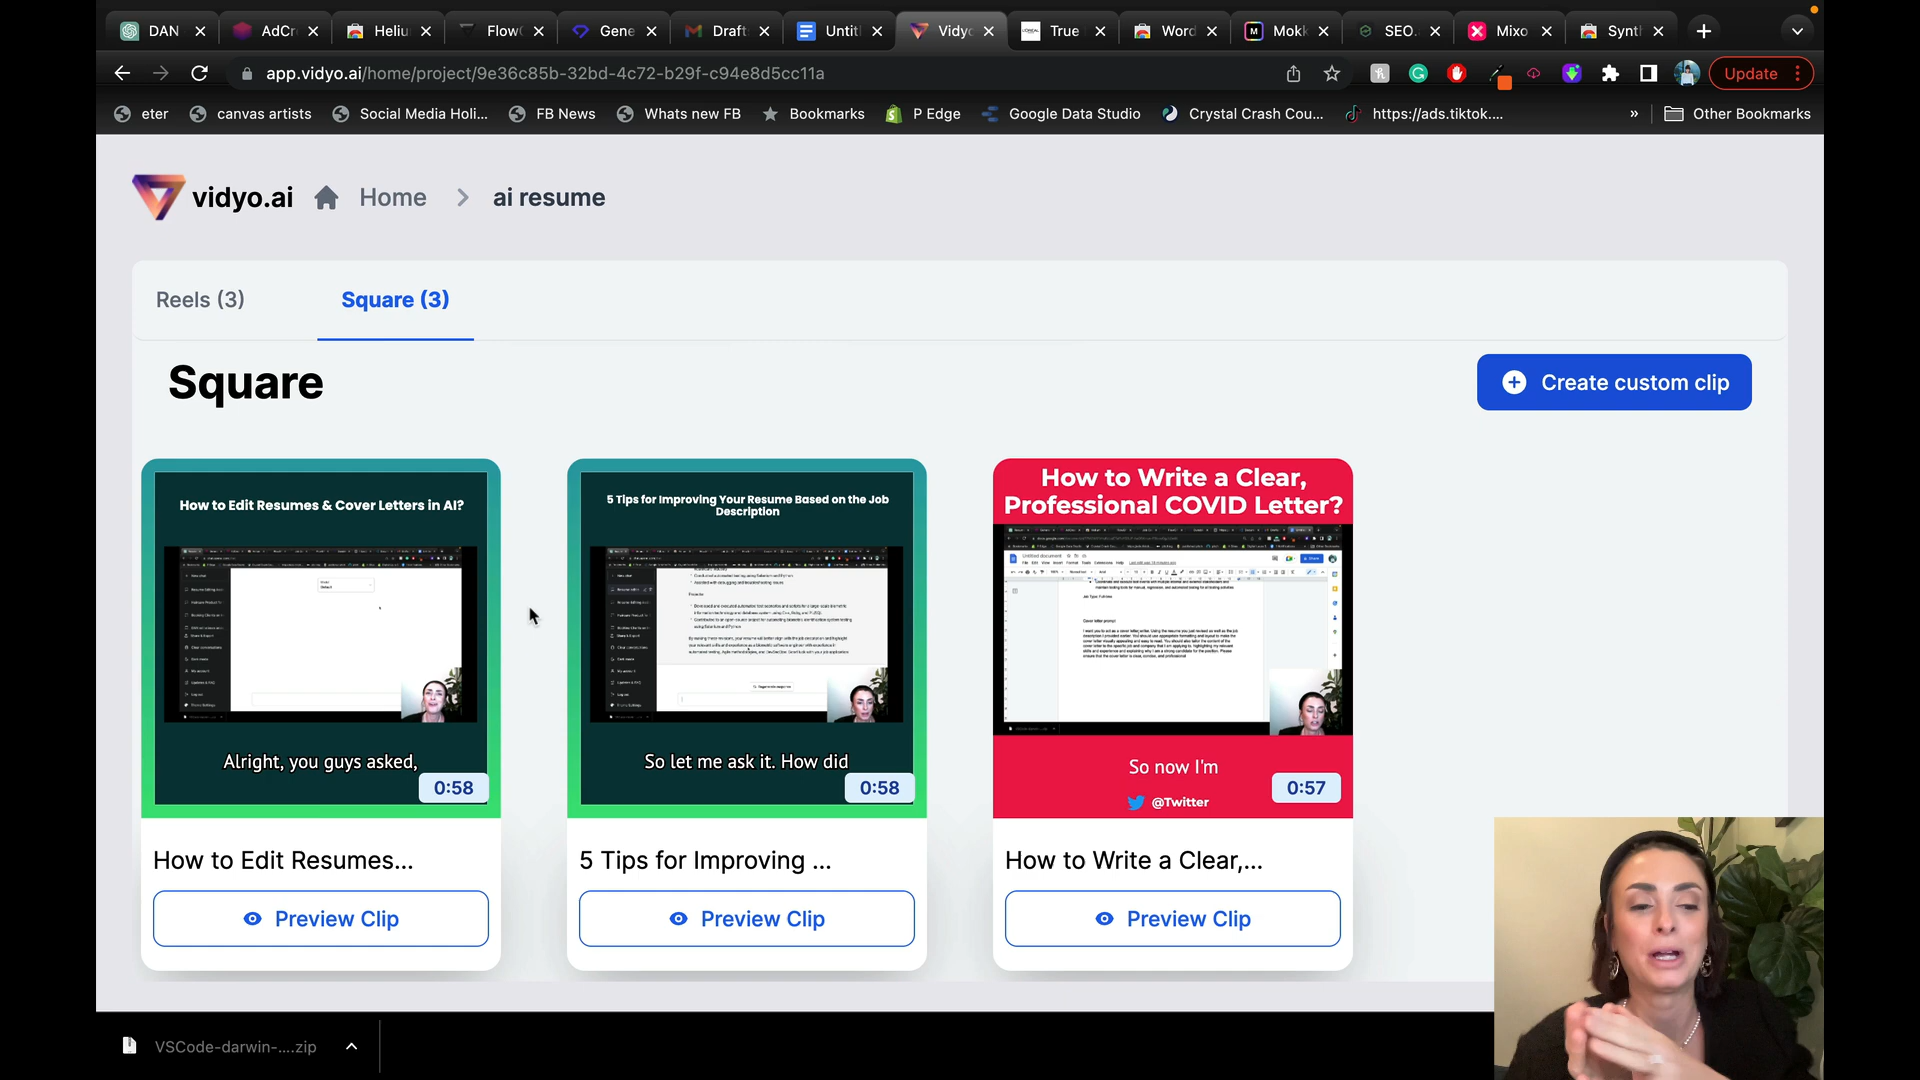 DAN
AdCr
Heliu
Flow
Gene
Draft
Until
Vidyo
True
Word
Mokk
SEO.
Mixo
Synt
app.vidyo.ai/home/project/9e36c85b-32bd-4c72-b29f-c94e8d5cc11a
Update
eter
canvas artists
Social Media Holi...
FB News
Whats new FB
Bookmarks
P Edge
Google Data Studio
Crystal Crash Cou...
https://ads.tiktok....
»
Other Bookmarks
vidyo.ai
Home
ai resume
Reels (3)
Square (3)
Square
Create custom clip
How to Edit Resumes & Cover Letters in AI?
Alright, you guys asked,
0:58
5 Tips for Improving Your Resume Based on the Job
Description
So let me ask it. How did
0:58
How to Write a Clear,
Professional COVID Letter?
So now I'm
@Twitter
0:57
How to Edit Resumes...
5 Tips for Improving ...
How to Write a Clear,...
Preview Clip
Preview Clip
Preview Clip
VSCode-darwin-....zip